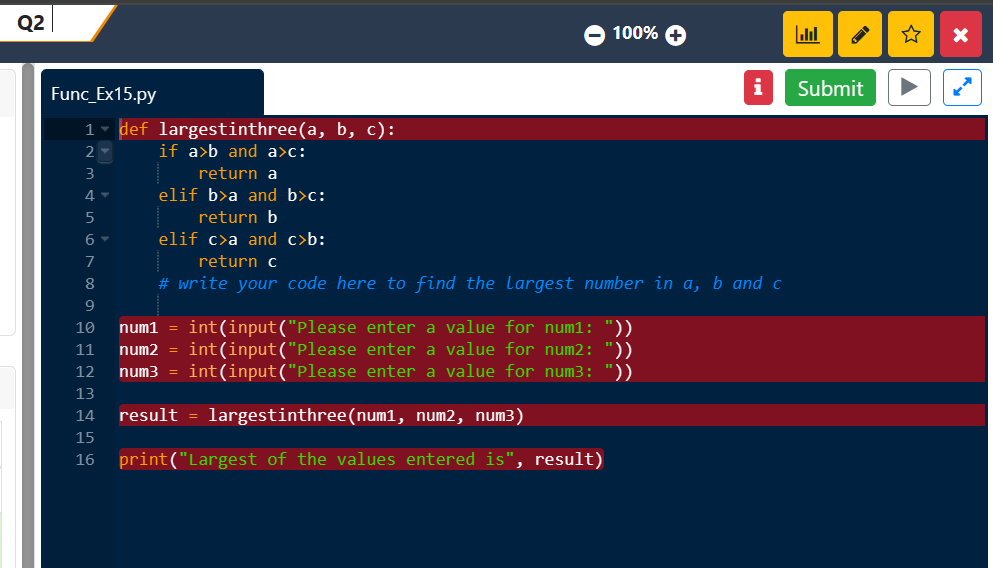 Q2
100%
Func_Ex15.py
Submit
1 def largestinthree(a, b, c):
2     if a>b and a>c:
3         return a
4     elif b>a and b>c:
5         return b
6     elif c>a and c>b:
7         return c
8     # write your code here to find the largest number in a, b and c
9
10 num1 = int(input("Please enter a value for num1: "))
11 num2 = int(input("Please enter a value for num2: "))
12 num3 = int(input("Please enter a value for num3: "))
13
14 result = largestinthree(num1, num2, num3)
15
16 print("Largest of the values entered is", result)